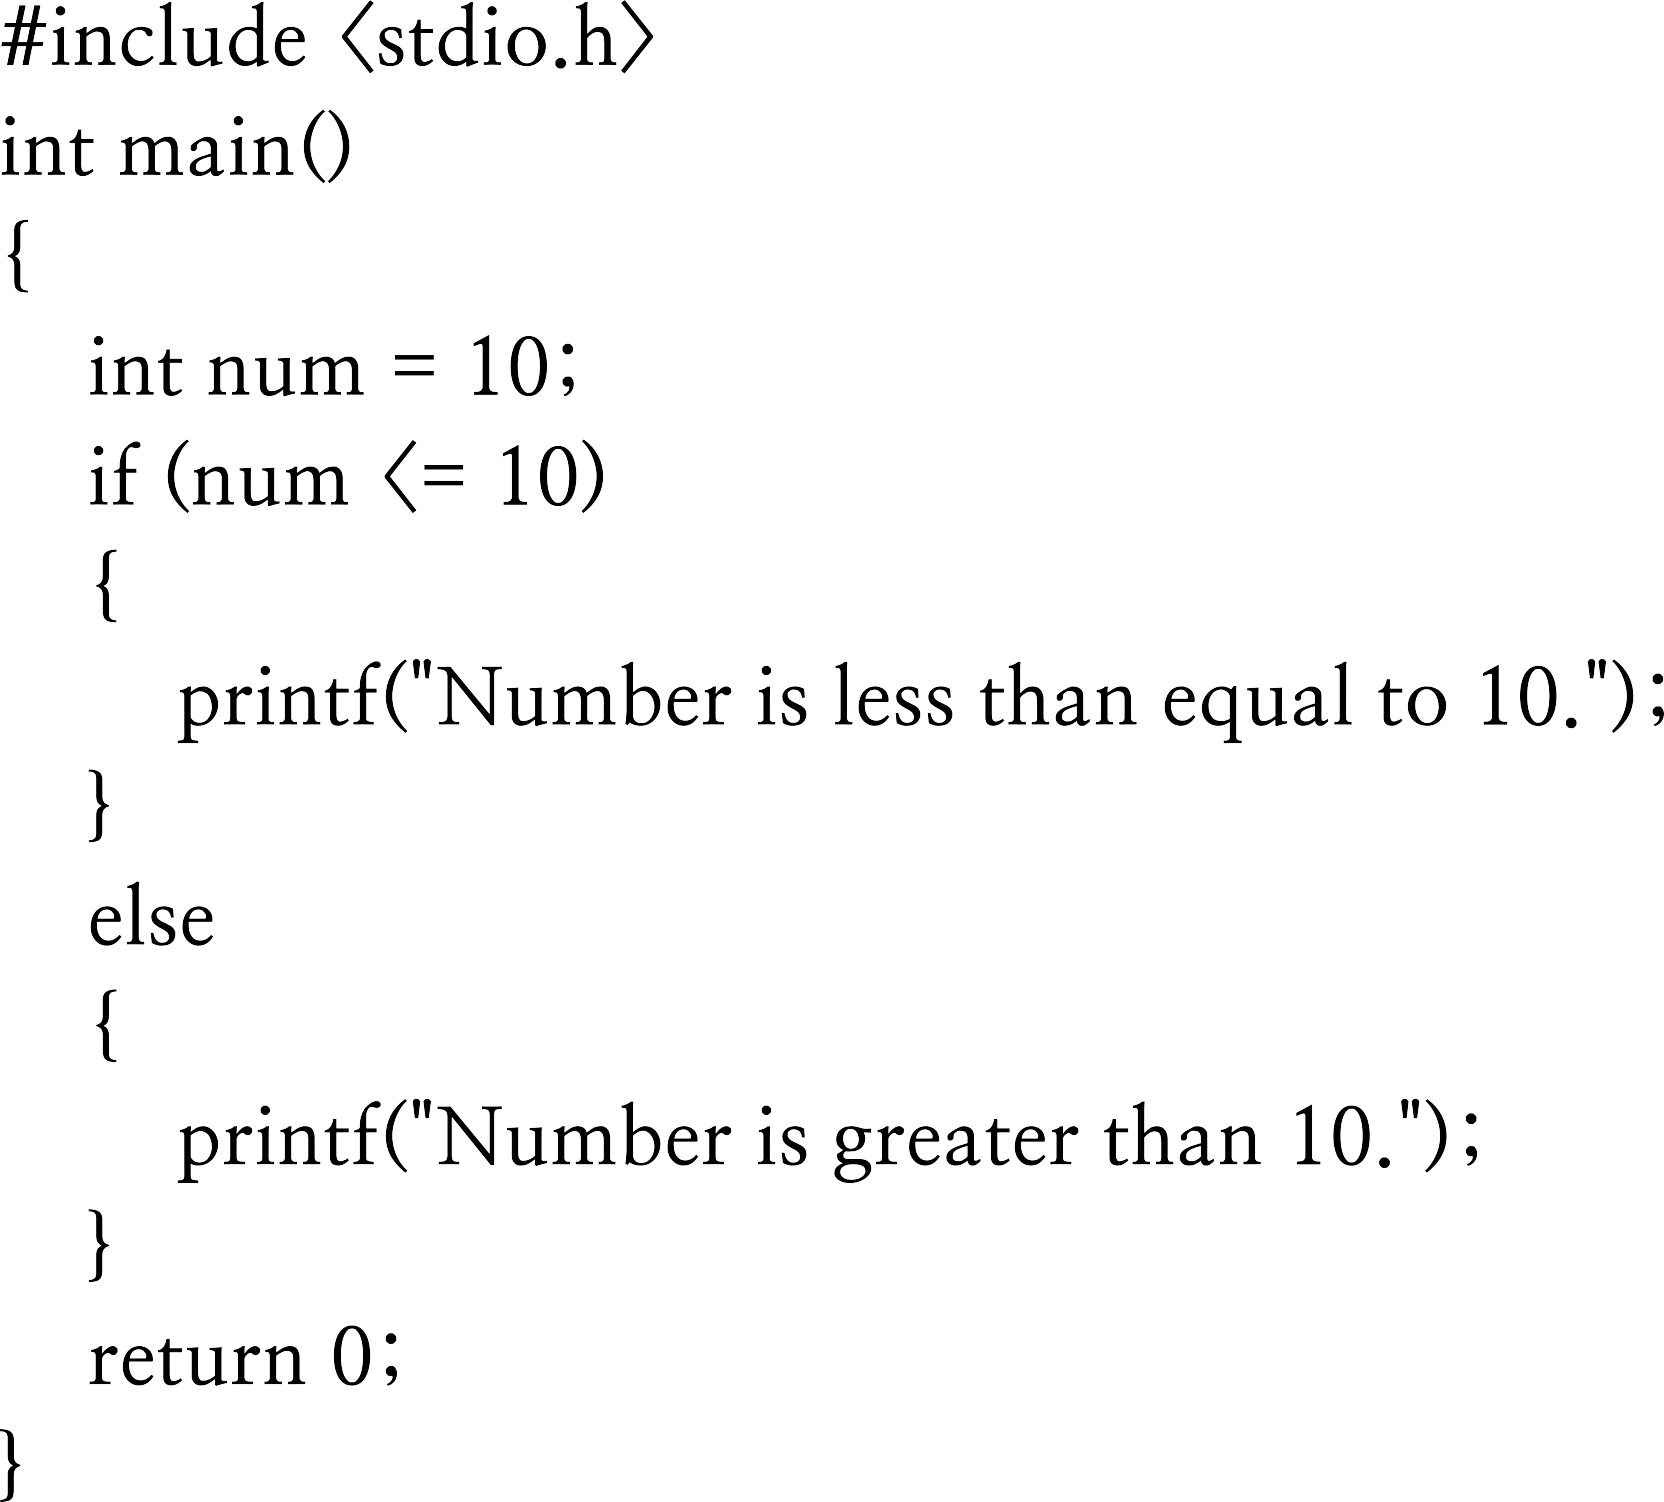 #include <stdio.h>
int main()
{
int num = 10;
if (num <= 10)
{
printf("Number is less than equal to 10.");
}
else
{
printf("Number is greater than 10.");
}
return 0;
}